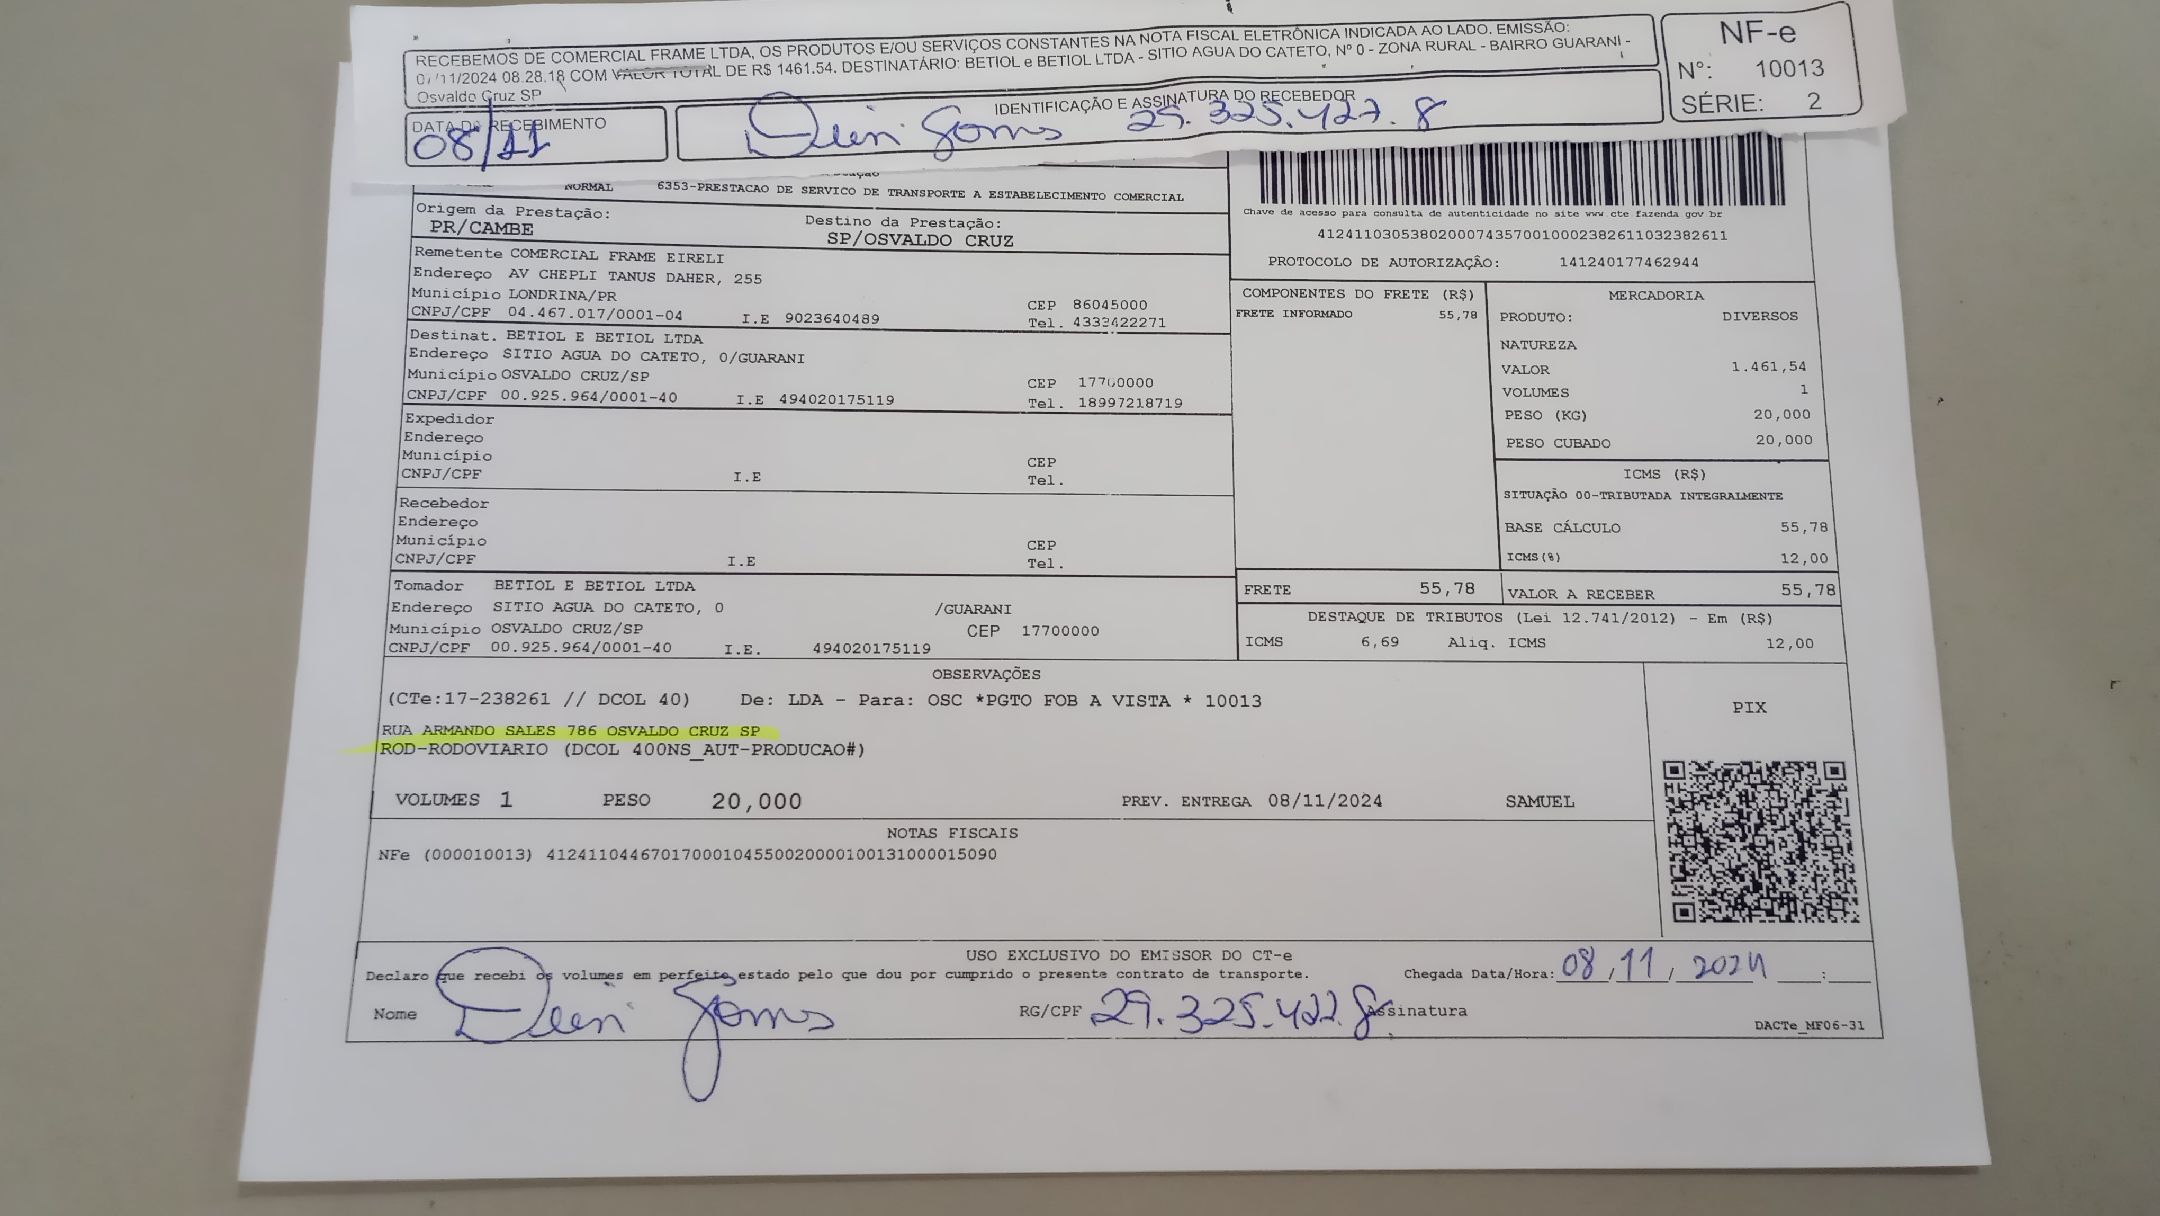 RECEBEMOS DE COMERCIAL FRAME LTDA, OS PRODUTOS E/OU SERVIÇOS CONSTANTES NA NOTA FISCAL ELETRÔNICA INDICADA AO LADO. EMISSÃO:
07/11/2024 08.28.18 COM VALOR TOTAL DE R$ 1461.54. DESTINATÁRIO: BETIOL e BETIOL LTDA - SITIO AGUA DO CATETO, Nº 0 - ZONA RURAL - BAIRRO GUARANI -
Osvaldo Cruz SP
NF-e
Nº: 10013
SÉRIE: 2
DATA DO RECEBIMENTO
08/11
IDENTIFICAÇÃO E ASSINATURA DO RECEBEDOR
29.325.427.8
NORMAL 6353-PRESTACAO DE SERVICO DE TRANSPORTE A ESTABELECIMENTO COMERCIAL
Origem da Prestação: Destino da Prestação:
PR/CAMBE SP/OSVALDO CRUZ
Chave de acesso para consulta de autenticidade no site www.cte fazenda gov br
41241103053802000743570010002382611032382611
PROTOCOLO DE AUTORIZAÇÃO: 141240177462944
Remetente COMERCIAL FRAME EIRELI
Endereço AV CHEPLI TANUS DAHER, 255
Município LONDRINA/PR CEP 86045000
CNPJ/CPF 04.467.017/0001-04 I.E 9023640489 Tel. 4333422271
Destinat. BETIOL E BETIOL LTDA
Endereço SITIO AGUA DO CATETO, 0/GUARANI
Município OSVALDO CRUZ/SP CEP 17700000
CNPJ/CPF 00.925.964/0001-40 I.E 494020175119 Tel. 18997218719
Expedidor
Endereço
Município CEP
CNPJ/CPF I.E Tel.
Recebedor
Endereço
Município CEP
CNPJ/CPF I.E Tel.
Tomador BETIOL E BETIOL LTDA
Endereço SITIO AGUA DO CATETO, 0 /GUARANI
Município OSVALDO CRUZ/SP CEP 17700000
CNPJ/CPF 00.925.964/0001-40 I.E. 494020175119
COMPONENTES DO FRETE (R$)
FRETE INFORMADO 55,78
MERCADORIA
PRODUTO: DIVERSOS
NATUREZA
VALOR 1.461,54
VOLUMES 1
PESO (KG) 20,000
PESO CUBADO 20,000
ICMS (R$)
SITUAÇÃO 00-TRIBUTADA INTEGRALMENTE
BASE CÁLCULO 55,78
ICMS(%) 12,00
FRETE 55,78 VALOR A RECEBER 55,78
DESTAQUE DE TRIBUTOS (Lei 12.741/2012) - Em (R$)
ICMS 6,69 Aliq. ICMS 12,00
OBSERVAÇÕES
(CTe:17-238261 // DCOL 40) De: LDA - Para: OSC *PGTO FOB A VISTA * 10013
RUA ARMANDO SALES 786 OSVALDO CRUZ SP
ROD-RODOVIARIO (DCOL 400NS_AUT-PRODUCAO#)
PIX
VOLUMES 1 PESO 20,000 PREV. ENTREGA 08/11/2024 SAMUEL
NOTAS FISCAIS
NFe (000010013) 41241104467017000104550020000100131000015090
USO EXCLUSIVO DO EMISSOR DO CT-e
Declaro que recebi os volumes em perfeito estado pelo que dou por cumprido o presente contrato de transporte. Chegada Data/Hora: 08/11/2024 :
Nome RG/CPF 29.325.427.8 Assinatura
DACTe_MF06-31